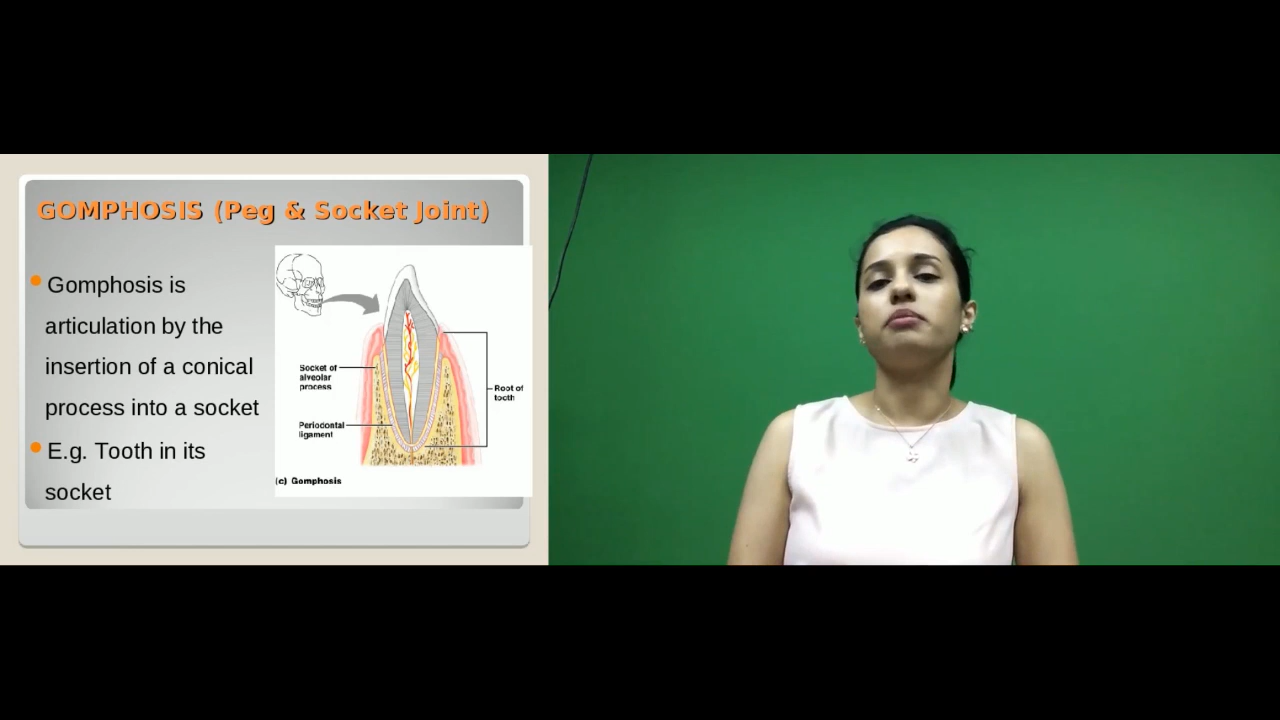 GOMPHOSIS (Peg & Socket Joint)
Gomphosis is
articulation by the
insertion of a conical
process into a socket
E.g. Tooth in its
socket
Socket of
alveolar
process
Periodontal
ligament
Root of
tooth
(c) Gomphosis